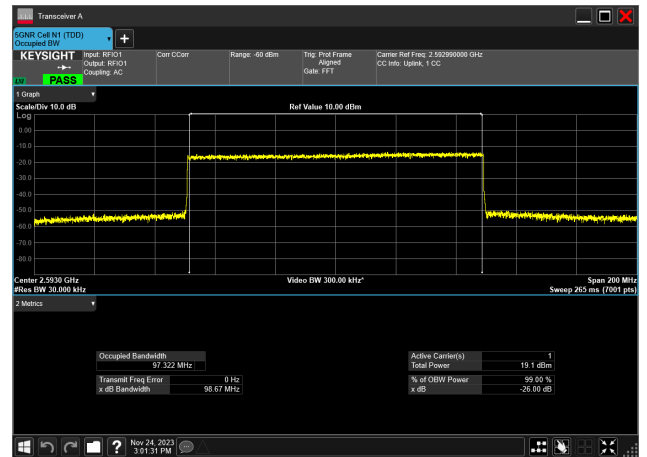 Transceiver A
5GNR Cell N1 (TDD)
Occupied BW
KEYSIGHT
LXI PASS
Input: RFIO1
Output: RFIO1
Coupling: AC
Corr CCorr
Range: -60 dBm
Trig: Prot Frame
Aligned
Gate: FFT
Carrier Ref Freq: 2.592990000 GHz
CC Info: Uplink, 1 CC
1 Graph
Scale/Div 10.0 dB
Ref Value 10.00 dBm
Log
0.00
-10.0
-20.0
-30.0
-40.0
-50.0
-60.0
-70.0
-80.0
Center 2.5930 GHz
Video BW 300.00 kHz*
Span 200 MHz
#Res BW 30.000 kHz
Sweep 265 ms (7001 pts)
2 Metrics
Occupied Bandwidth
97.322 MHz
Active Carrier(s) 1
Total Power 19.1 dBm
Transmit Freq Error 0 Hz
x dB Bandwidth 98.67 MHz
% of OBW Power 99.00 %
x dB -26.00 dB
?
Nov 24, 2023
3:01:31 PM